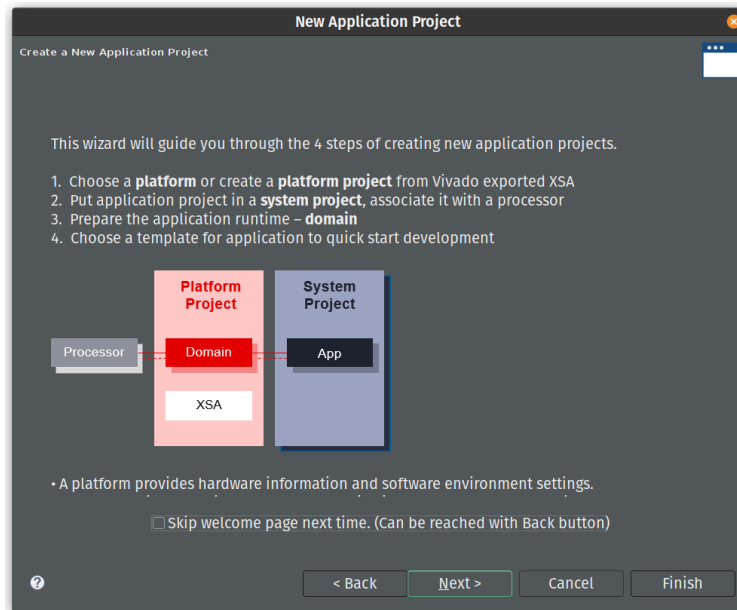 New Application Project
Create a New Application Project
This wizard will guide you through the 4 steps of creating new application projects.
1. Choose a platform or create a platform project from Vivado exported XSA
2. Put application project in a system project, associate it with a processor
3. Prepare the application runtime – domain
4. Choose a template for application to quick start development
Platform
Project
System
Project
Processor
Domain
App
XSA
• A platform provides hardware information and software environment settings.
Skip welcome page next time. (Can be reached with Back button)
?
< Back
Next >
Cancel
Finish